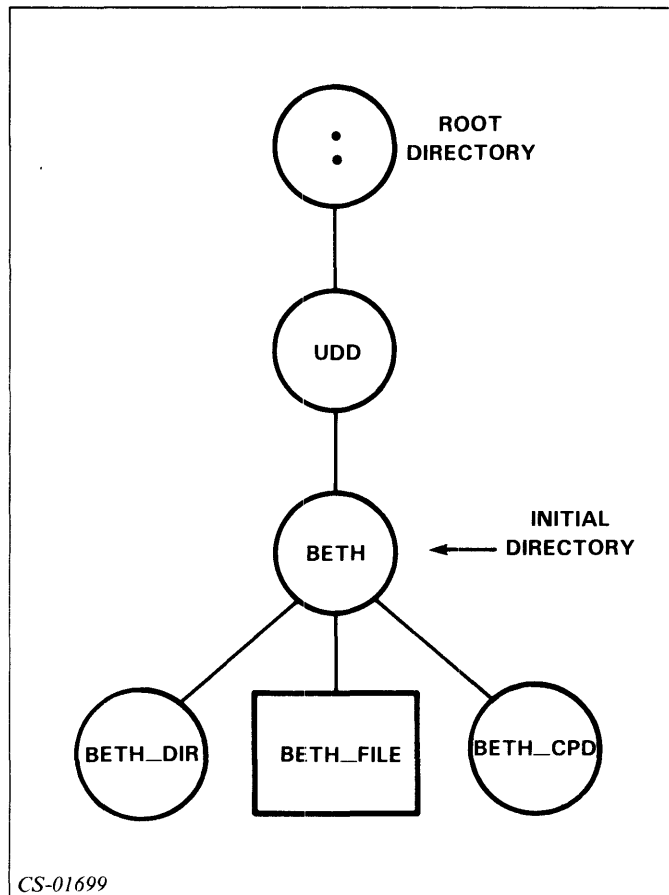 :
ROOT
DIRECTORY
UDD
BETH
INITIAL
DIRECTORY
BETH_DIR
BETH_FILE
BETH_CPD
CS-01699